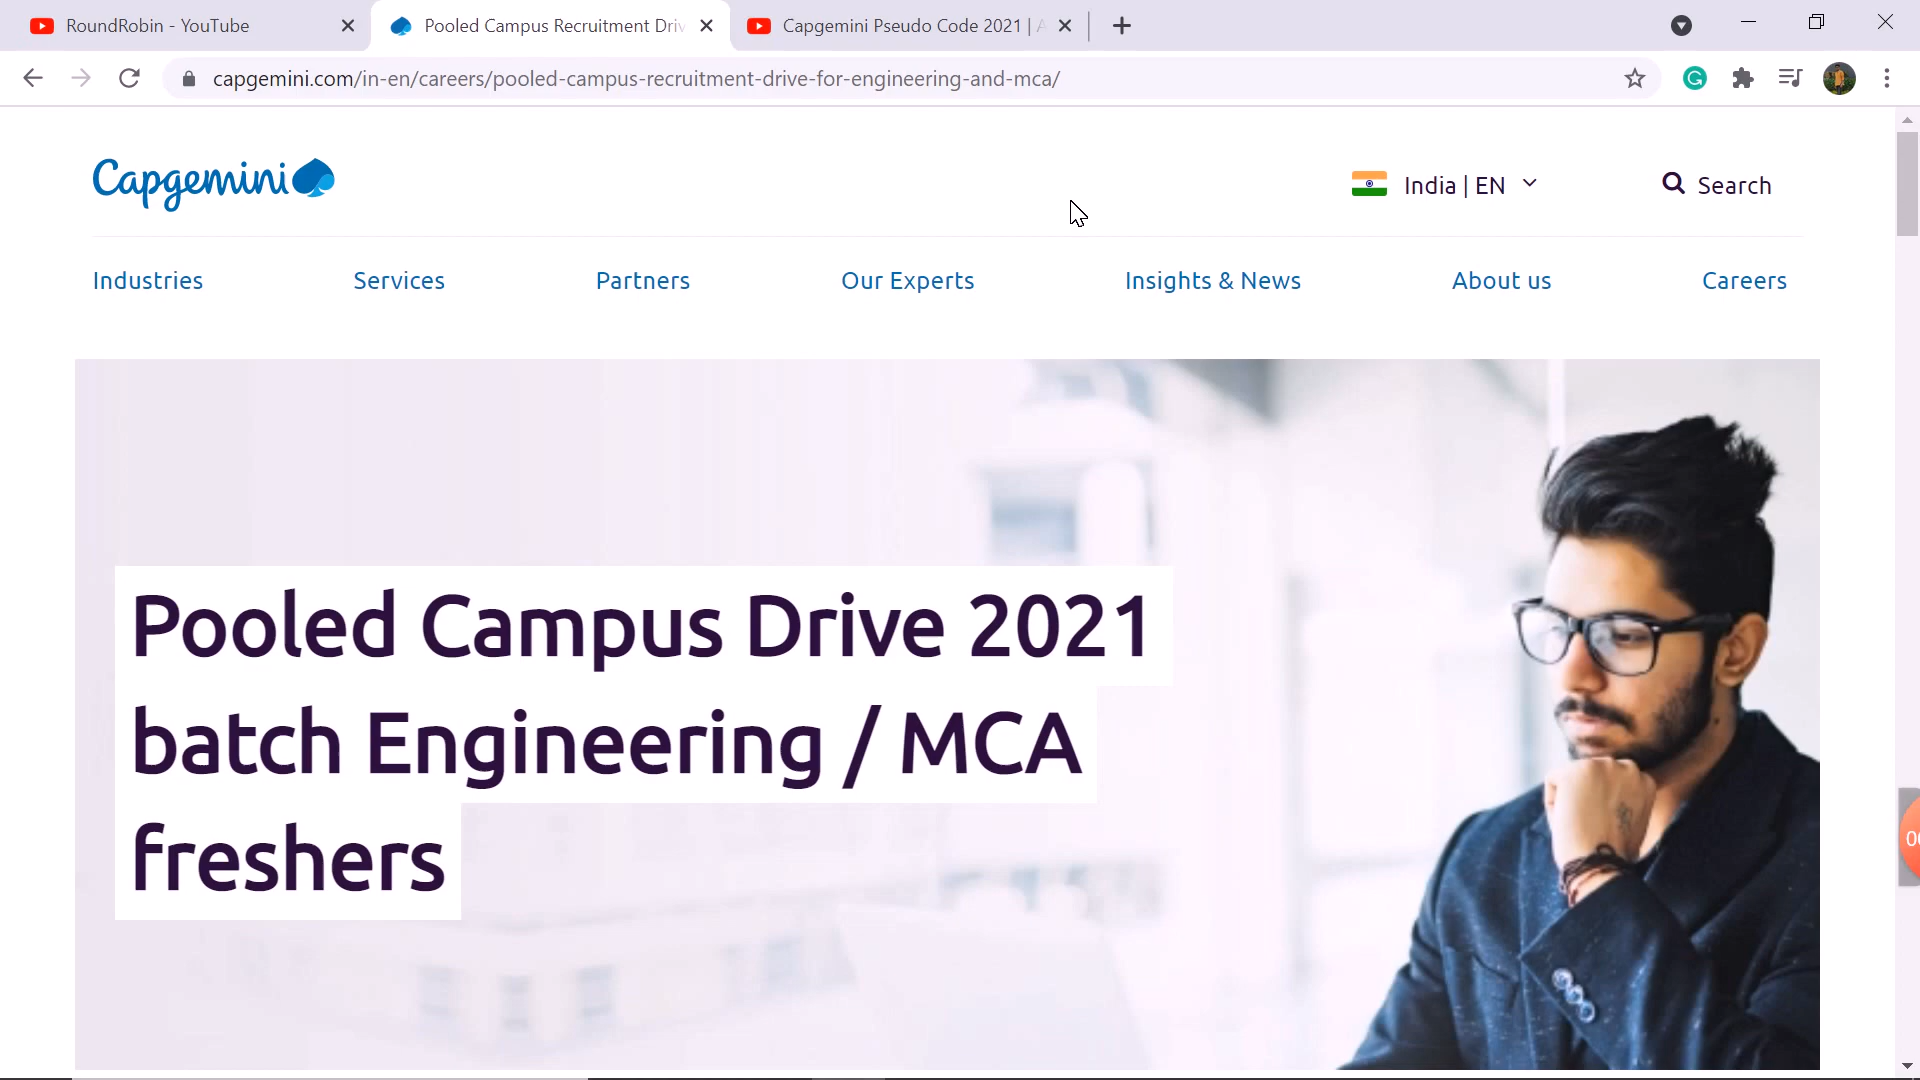 RoundRobin - YouTube
Pooled Campus Recruitment Driv
Capgemini Pseudo Code 2021 | A
capgemini.com/in-en/careers/pooled-campus-recruitment-drive-for-engineering-and-mca/
Capgemini
India | EN
Search
Industries
Services
Partners
Our Experts
Insights & News
About us
Careers
Pooled Campus Drive 2021
batch Engineering / MCA
freshers